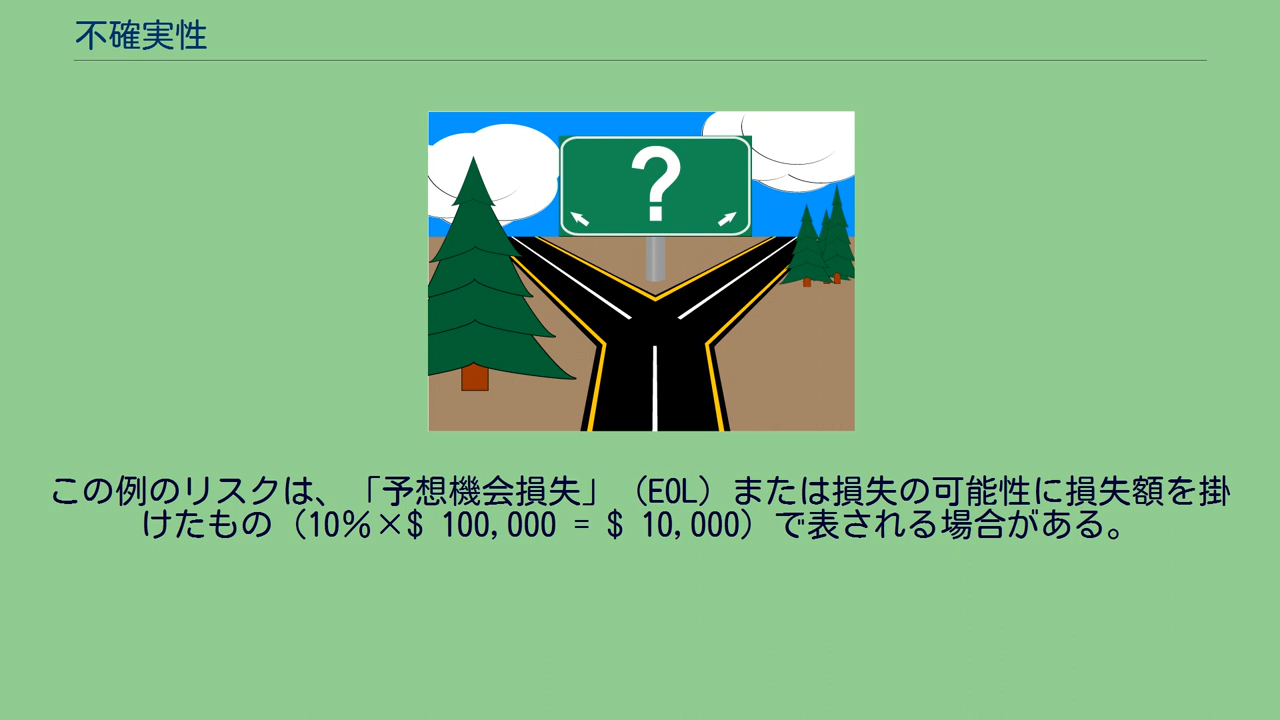 不確実性
?
この例のリスクは、「予想機会損失」（EOL）または損失の可能性に損失額を掛
けたもの（10％×$ 100,000 = $ 10,000）で表される場合がある。